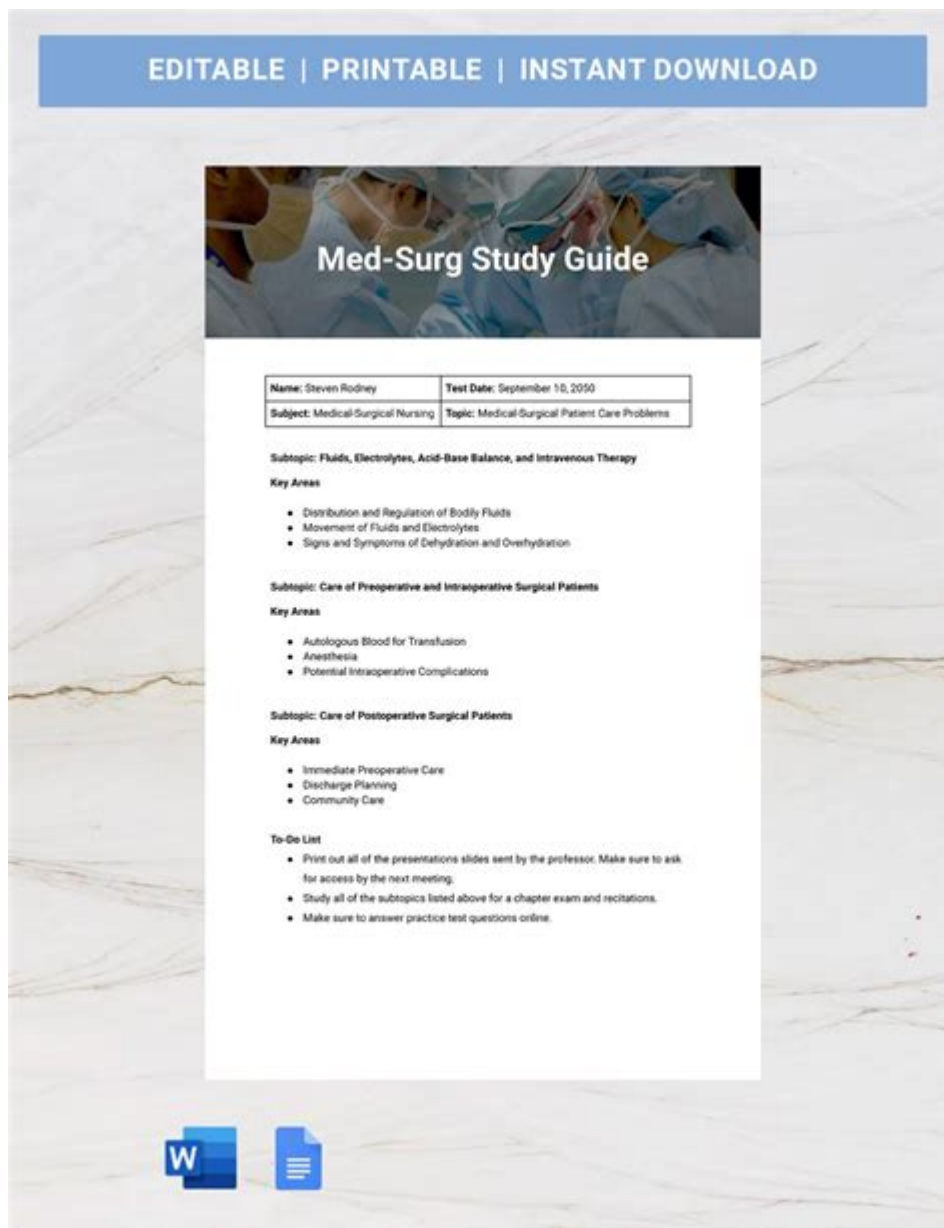 EDITABLE | PRINTABLE | INSTANT DOWNLOAD
Med-Surg Study Guide
Name: Steven Rodney
Test Date: September 10, 2050
Subject: Medical-Surgical Nursing
Topic: Medical-Surgical Patient Care Problems
Subtopic: Fluids, Electrolytes, Acid-Base Balance, and Intravenous Therapy
Key Areas
● Distribution and Regulation of Bodily Fluids
● Movement of Fluids and Electrolytes
● Signs and Symptoms of Dehydration and Overhydration
Subtopic: Care of Preoperative and Intraoperative Surgical Patients
Key Areas
● Autologous Blood for Transfusion
● Anesthesia
● Potential Intraoperative Complications
Subtopic: Care of Postoperative Surgical Patients
Key Areas
● Immediate Preoperative Care
● Discharge Planning
● Community Care
To-Do List
● Print out all of the presentations slides sent by the professor. Make sure to ask
for access by the next meeting.
● Study all of the subtopics listed above for a chapter exam and recitations.
● Make sure to answer practice test questions online.
W